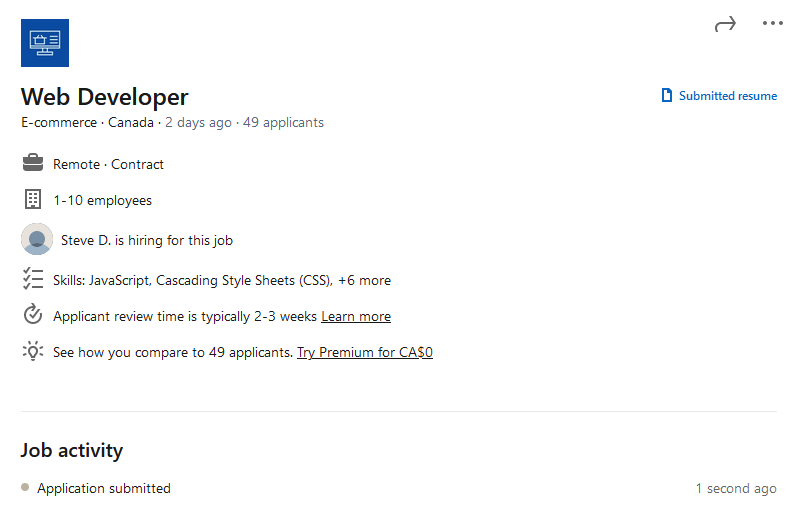 Web Developer
Submitted resume
E-commerce · Canada · 2 days ago · 49 applicants
Remote · Contract
1-10 employees
Steve D. is hiring for this job
Skills: JavaScript, Cascading Style Sheets (CSS), +6 more
Applicant review time is typically 2-3 weeks Learn more
See how you compare to 49 applicants. Try Premium for CA$0
Job activity
Application submitted 1 second ago